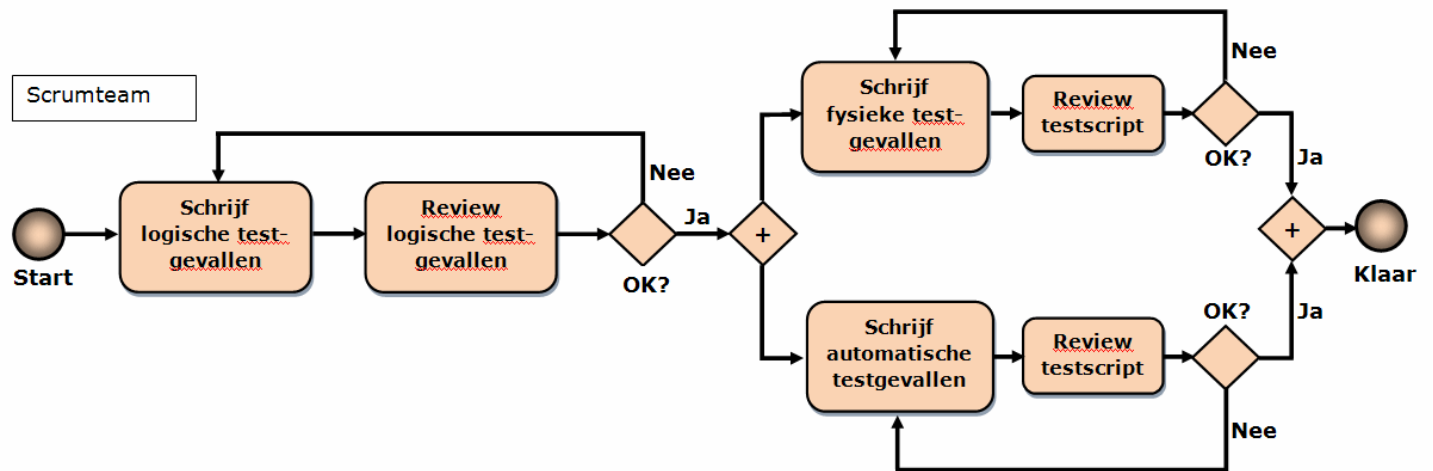 Scrumteam
Start
Schrijf
logische test-
gevallen
Review
logische test-
gevallen
Nee
OK?
Ja
+
Schrijf
fysieke test-
gevallen
Review
testscript
Nee
OK?
Ja
Schrijf
automatische
testgevallen
Review
testscript
OK?
Ja
Nee
+
Klaar